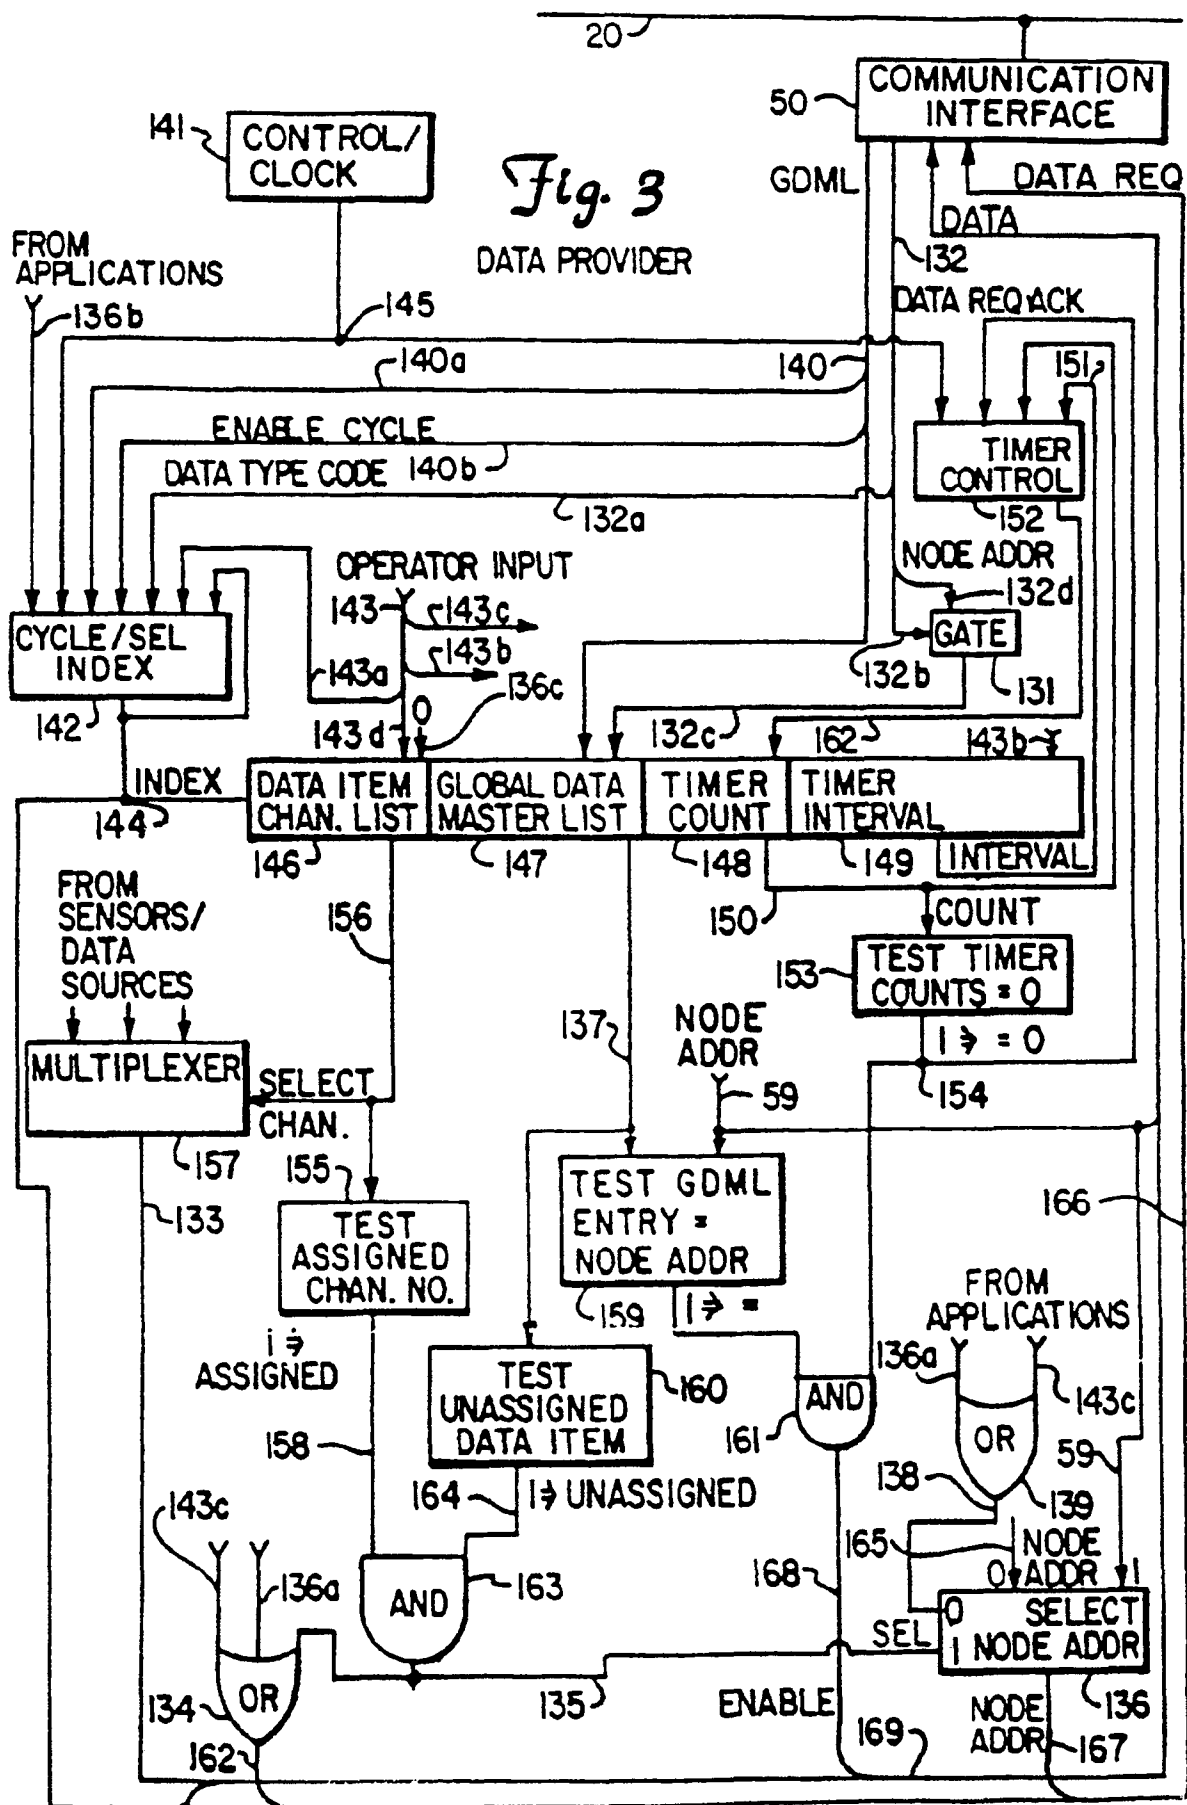 20
COMMUNICATION
INTERFACE
50
141
CONTROL/
CLOCK
Fig. 3
DATA PROVIDER
GDML
DATA REQ
DATA
132
FROM
APPLICATIONS
136b
145
DATA REQ ACK
140a
140
151
ENABLE CYCLE
DATA TYPE CODE
140b
132a
TIMER
CONTROL
152
NODE ADDR
132d
OPERATOR INPUT
143
143c
143b
GATE
CYCLE/SEL
INDEX
143a
136c
132b
131
142
143d
0
132c
162
143b
INDEX
144
DATA ITEM
CHAN. LIST
GLOBAL DATA
MASTER LIST
TIMER
COUNT
TIMER
INTERVAL
146
147
148
149
INTERVAL
FROM
SENSORS/
DATA
SOURCES
156
150
COUNT
153
TEST TIMER
COUNTS = 0
137
NODE
ADDR
1 ⇒ = 0
MULTIPLEXER
SELECT
CHAN.
59
154
157
155
133
TEST
ASSIGNED
CHAN. NO.
TEST GDML
ENTRY =
NODE ADDR
166
159
1 ⇒ =
FROM
APPLICATIONS
1 ⇒
ASSIGNED
TEST
UNASSIGNED
DATA ITEM
160
AND
161
136a
143c
OR
158
59
138
139
164
1 ⇒ UNASSIGNED
143c
136a
165
NODE
0 ADDR 1
AND
163
168
0 SELECT
SEL
1 NODE ADDR
134
OR
135
136
ENABLE
NODE
ADDR
167
162
169